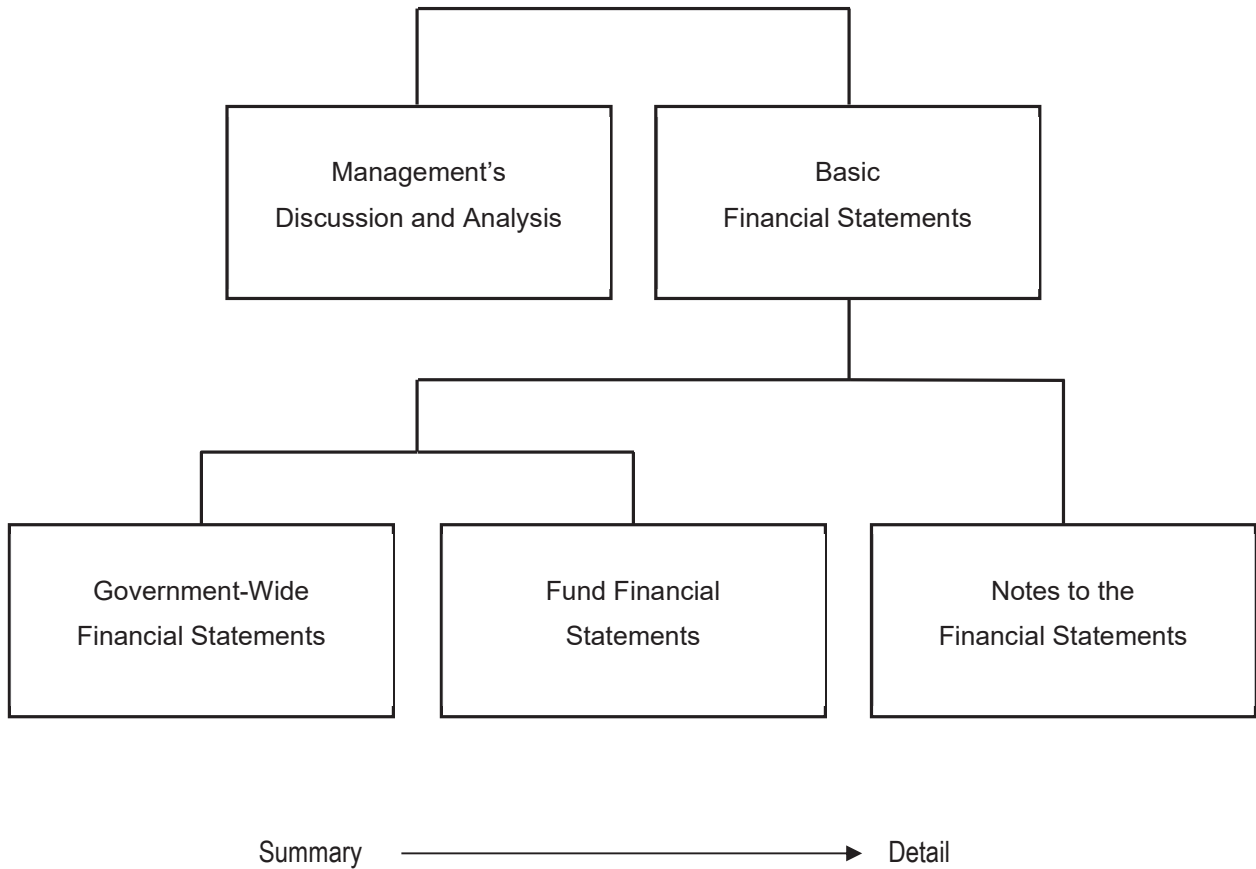 Management’s
Discussion and Analysis
Basic
Financial Statements
Government-Wide
Financial Statements
Fund Financial
Statements
Notes to the
Financial Statements
Summary
Detail